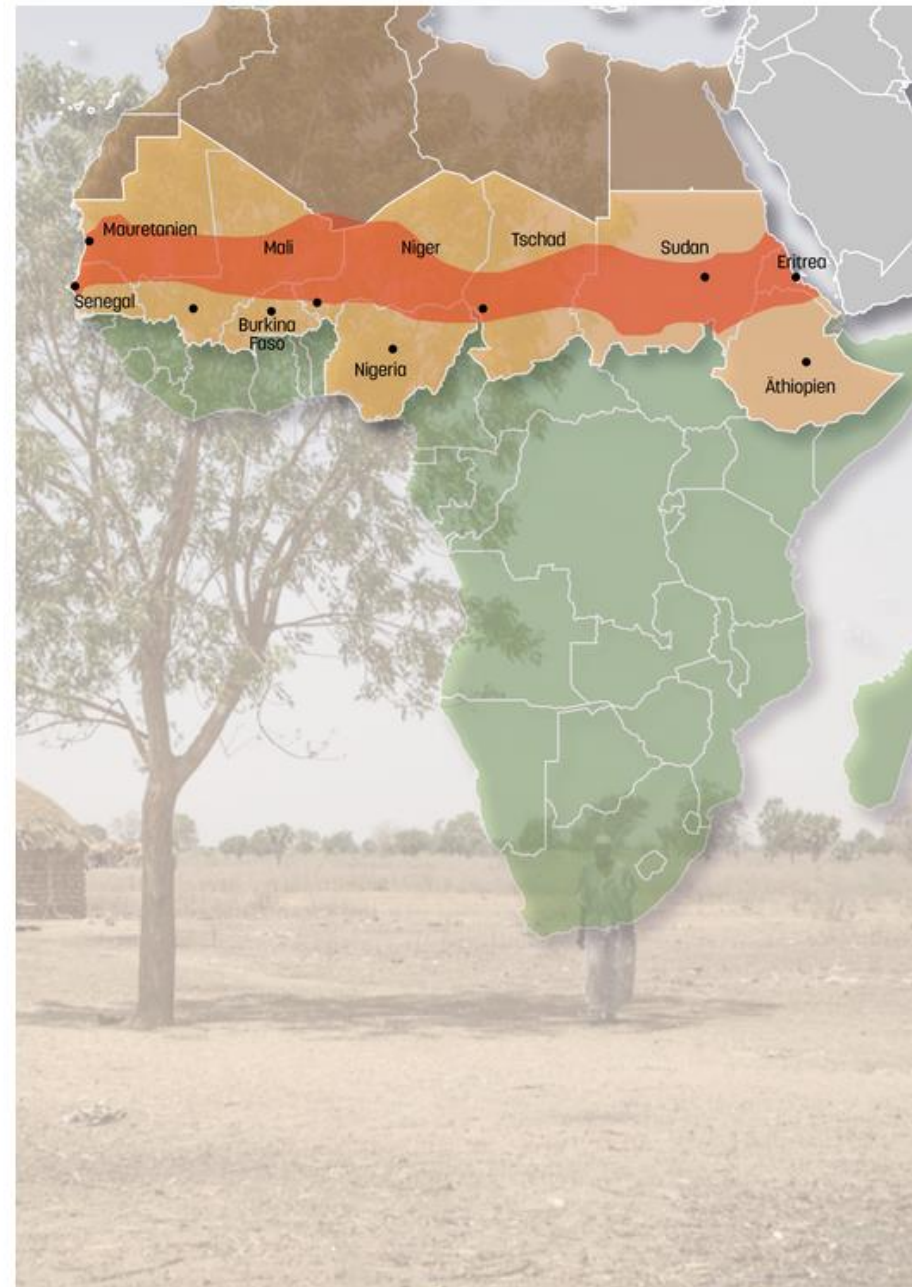 Mauretanien
Mali
Niger
Tschad
Sudan
Eritrea
Senegal
Burkina
Faso
Nigeria
Äthiopien